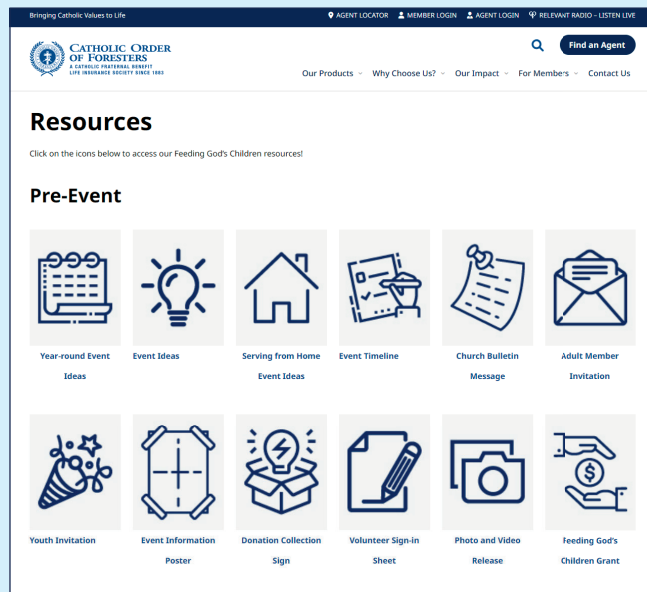 Bringing Catholic Values to Life
AGENT LOCATOR MEMBER LOGIN AGENT LOGIN RELEVANT RADIO – LISTEN LIVE
CATHOLIC ORDER
OF FORESTERS
A CATHOLIC FRATERNAL BENEFIT
LIFE INSURANCE SOCIETY SINCE 1883
Find an Agent
Our Products Why Choose Us? Our Impact For Members Contact Us
Resources
Click on the icons below to access our Feeding God's Children resources!
Pre-Event
Year-round Event
Ideas
Event Ideas
Serving from Home
Event Ideas
Event Timeline
Church Bulletin
Message
Adult Member
Invitation
Youth Invitation
Event Information
Poster
Donation Collection
Sign
Volunteer Sign-in
Sheet
Photo and Video
Release
Feeding God's
Children Grant